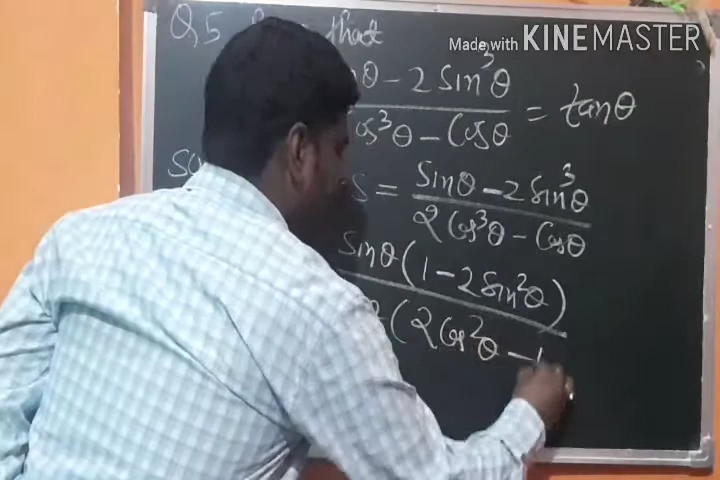 Q5 that
Made with KINEMASTER
θ - 2 Sin³θ
Cos³θ - Cosθ
= tanθ
S = Sinθ - 2 Sin³θ
2 Cos³θ - Cosθ
Sinθ (1 - 2 Sin²θ)
(2 Cos²θ - 1